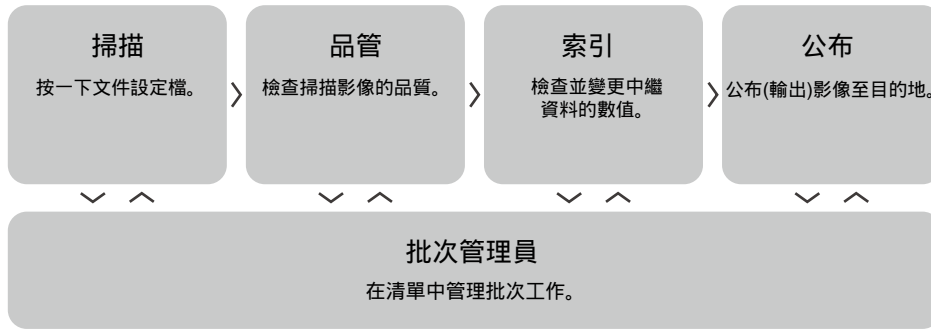 掃描
按一下文件設定檔。
品管
檢查掃描影像的品質。
索引
檢查並變更中繼
資料的數值。
公布
公布(輸出)影像至目的地。
批次管理員
在清單中管理批次工作。